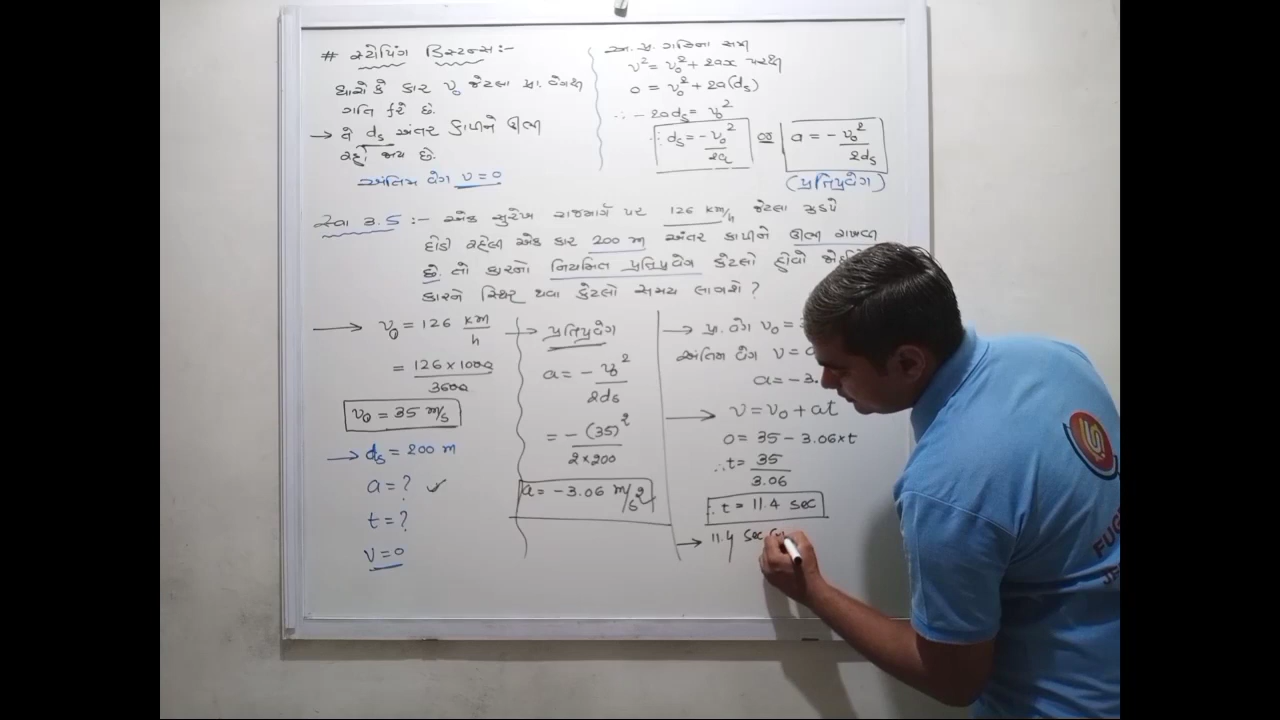 # સ્ટોપિંગ ડિસ્ટન્સ :-
ધારો કે કાર v₀ જેટલા પ્રા. વેગથી
ગતિ કરે છે.
→ તે dₛ અંતર કાપીને ઊભી
રહી જાય છે.
અંતિમ વેગ v = 0
અ. પ્ર. ગતિના સમી
v² = v₀² + 2ax પરથી
0 = v₀² + 2a(dₛ)
∴ - 2adₛ = v₀²
∴ dₛ = - v₀² / 2a જ a = - v₀² / 2dₛ
(પ્રતિપ્રવેગ)
સ્વા 3.5 :- એક સુરેખ રાજમાર્ગ પર 126 km/h જેટલા ઝડપે
દોડી રહેલી એક કાર 200 m અંતર કાપીને ઊભી રાખવી
છે. તો કારનો નિયમિત પ્રતિપ્રવેગ કેટલો હોવો
કારને સ્થિર થવા કેટલો સમય લાગશે ?
→ v₀ = 126 km/h
= 126 × 1000 / 3600
v₀ = 35 m/s
→ dₛ = 200 m
a = ? ✓
t = ?
v = 0
→ પ્રતિપ્રવેગ
a = - v₀² / 2dₛ
= - (35)² / 2 × 200
a = - 3.06 m/s²
→ પ્રા. વેગ v₀ =
અંતિમ વેગ v =
a = - 3.
→ v = v₀ + at
0 = 35 - 3.06 × t
∴ t = 35 / 3.06
∴ t = 11.4 sec
→ 11.4 sec
FUG